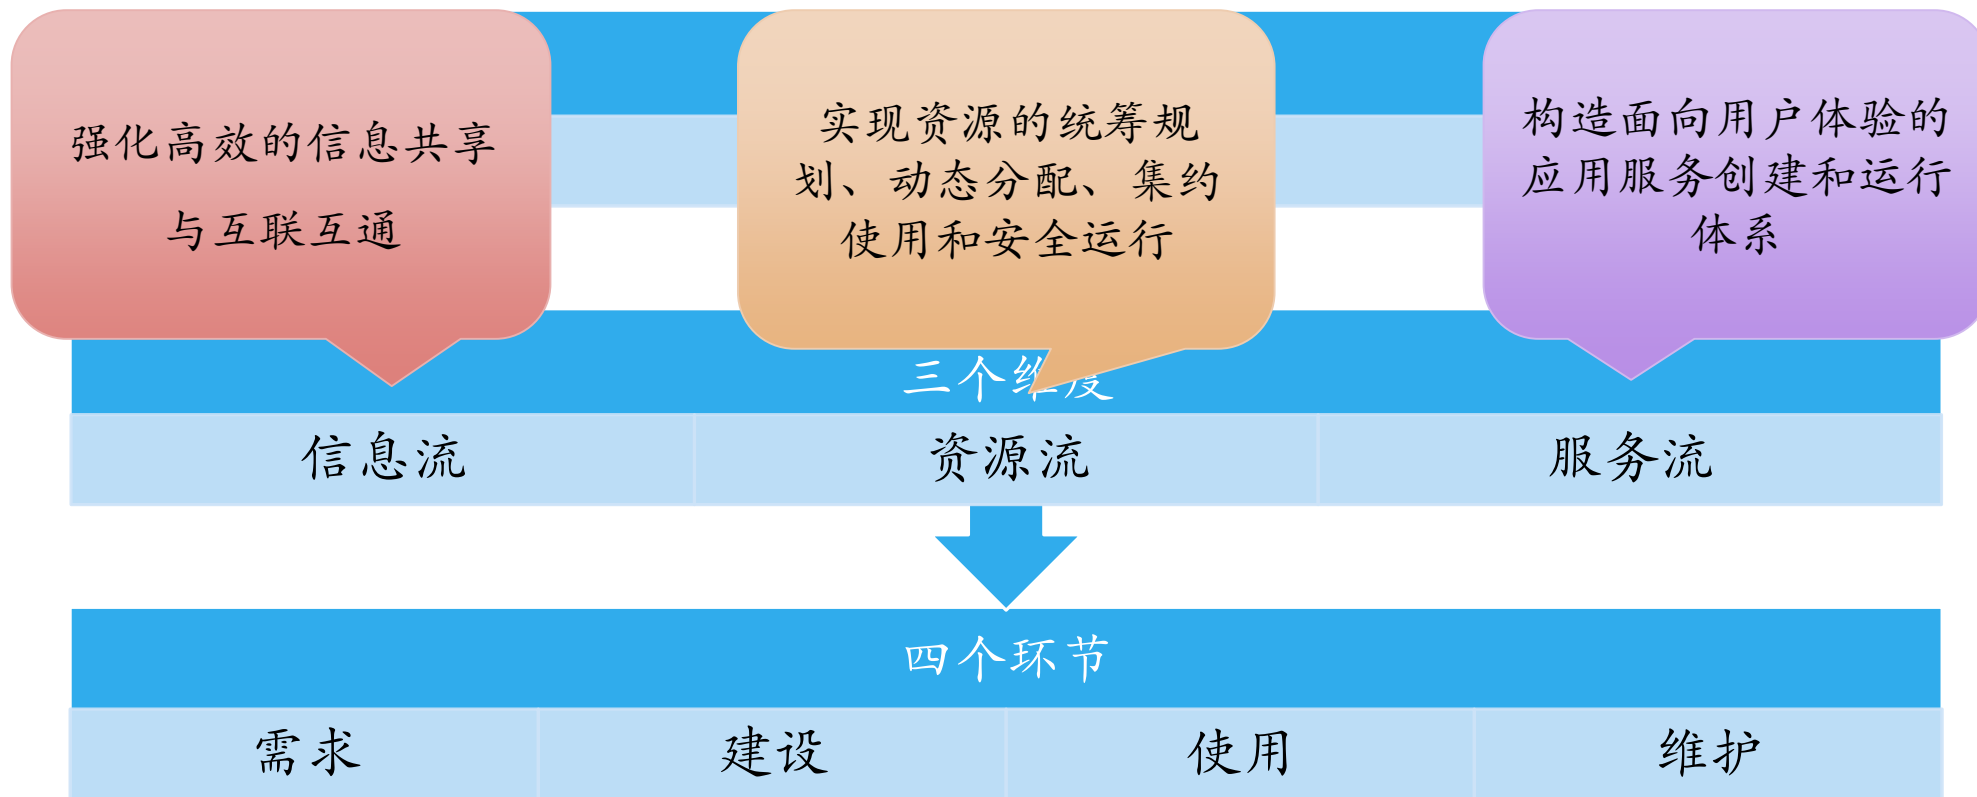 强化高效的信息共享
与互联互通
实现资源的统筹规
划、动态分配、集约
使用和安全运行
构造面向用户体验的
应用服务创建和运行
体系
三个维度
信息流
资源流
服务流
四个环节
需求
建设
使用
维护